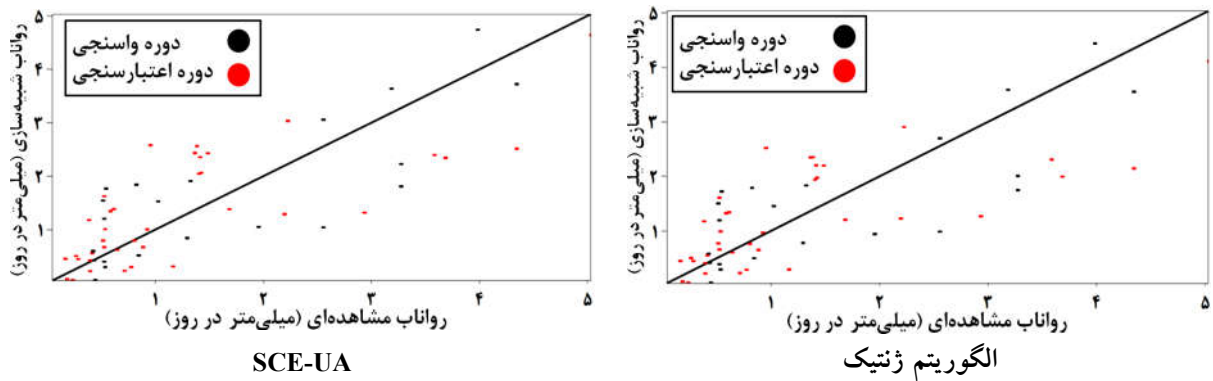 دوره واسنجی
دوره اعتبارسنجی
رواناب شبیه‌سازی (میلی‌متر در روز)
۵
۴
۳
۲
۱
۱
۲
۳
۴
۵
رواناب مشاهده‌ای (میلی‌متر در روز)
SCE-UA
دوره واسنجی
دوره اعتبارسنجی
رواناب شبیه‌سازی (میلی‌متر در روز)
۵
۴
۳
۲
۱
۱
۲
۳
۴
۵
رواناب مشاهده‌ای (میلی‌متر در روز)
الگوریتم ژنتیک